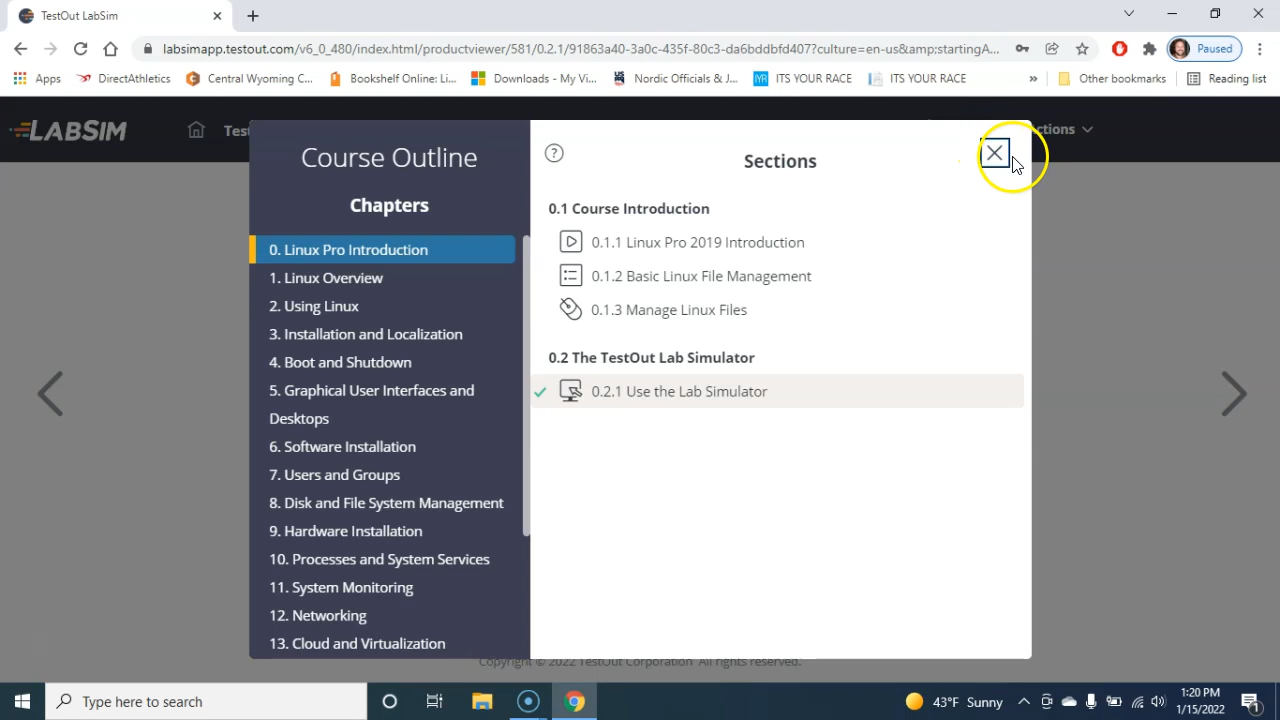 TestOut LabSim
labsimapp.testout.com/v6_0_480/index.html/productviewer/581/0.2.1/91863a40-3a0c-435f-80c3-da6bddbfd407?culture=en-us&amp;startingA...
Paused
Apps
DirectAthletics
Central Wyoming C...
Bookshelf Online: Li...
Downloads - My Vi...
Nordic Officials & J...
IYR ITS YOUR RACE
ITS YOUR RACE
»
Other bookmarks
Reading list
LABSIM
Tes
ctions
Course Outline
Chapters
0. Linux Pro Introduction
1. Linux Overview
2. Using Linux
3. Installation and Localization
4. Boot and Shutdown
5. Graphical User Interfaces and
Desktops
6. Software Installation
7. Users and Groups
8. Disk and File System Management
9. Hardware Installation
10. Processes and System Services
11. System Monitoring
12. Networking
13. Cloud and Virtualization
?
Sections
0.1 Course Introduction
0.1.1 Linux Pro 2019 Introduction
0.1.2 Basic Linux File Management
0.1.3 Manage Linux Files
0.2 The TestOut Lab Simulator
0.2.1 Use the Lab Simulator
Copyright © 2022 TestOut Corporation All rights reserved.
Type here to search
43°F Sunny
1:20 PM
1/15/2022
1